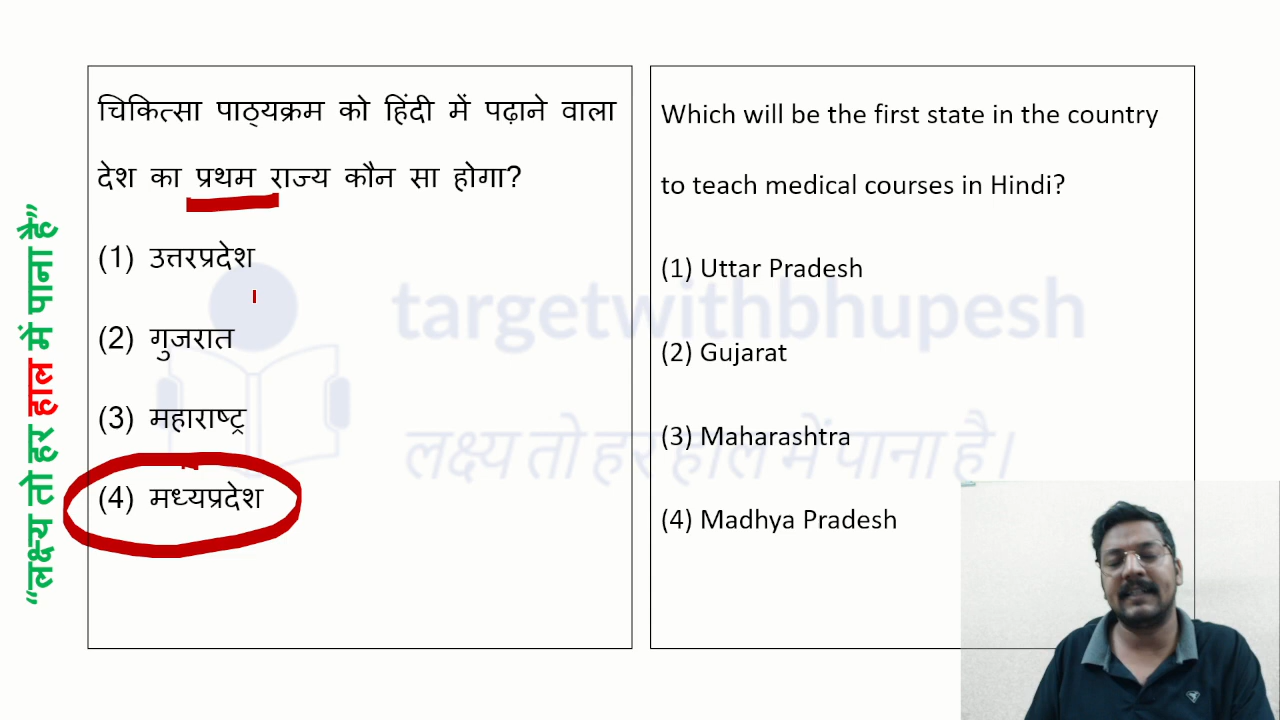 "लक्ष्य तो हर हाल में पाना है"
चिकित्सा पाठ्यक्रम को हिंदी में पढ़ाने वाला
देश का प्रथम राज्य कौन सा होगा?
(1) उत्तरप्रदेश
(2) गुजरात
(3) महाराष्ट्र
(4) मध्यप्रदेश
Which will be the first state in the country
to teach medical courses in Hindi?
(1) Uttar Pradesh
(2) Gujarat
(3) Maharashtra
(4) Madhya Pradesh
targetwithbhupesh
लक्ष्य तो हर हाल में पाना है।